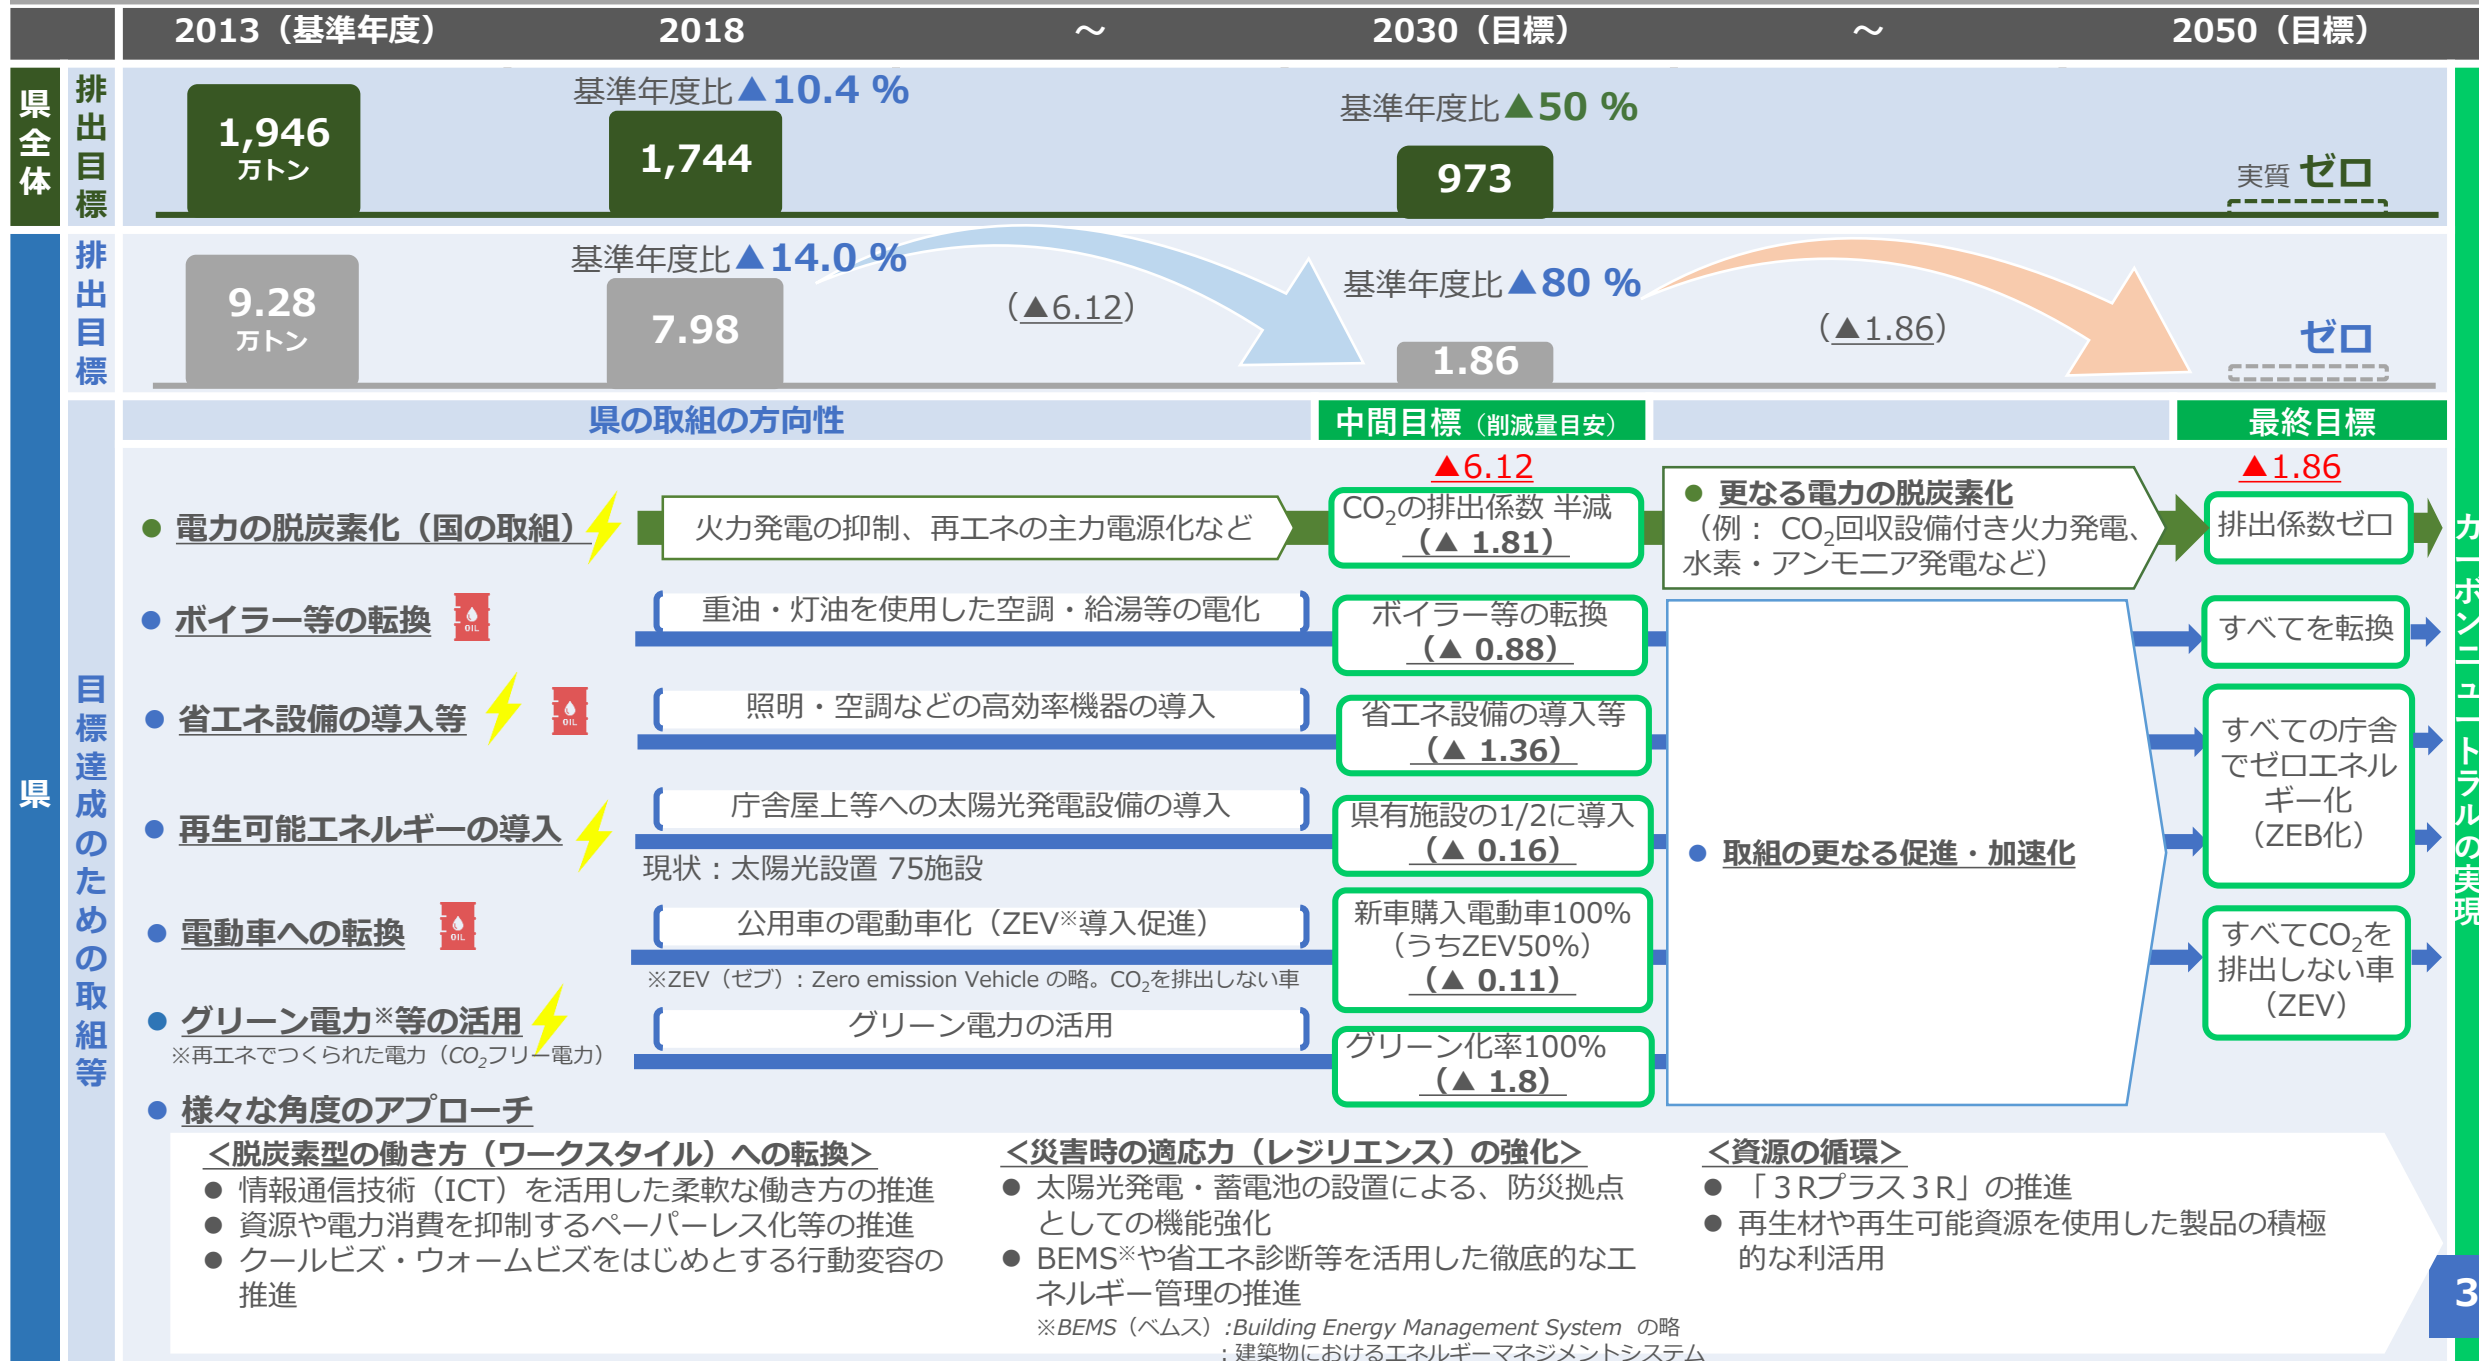 2013（基準年度）　2018　～　2030（目標）　～　2050（目標）
県全体
排出目標
1,946
万トン
基準年度比▲10.4 %
1,744
基準年度比▲50 %
973
実質 ゼロ
県
排出目標
9.28
万トン
基準年度比▲14.0 %
7.98
（▲6.12）
基準年度比▲80 %
1.86
（▲1.86）
ゼロ
目標達成のための取組等
県の取組の方向性
中間目標（削減量目安）
最終目標
▲6.12
▲1.86
● 電力の脱炭素化（国の取組）
火力発電の抑制、再エネの主力電源化など
CO₂の排出係数 半減
（▲ 1.81）
● 更なる電力の脱炭素化
（例： CO₂回収設備付き火力発電、
水素・アンモニア発電など）
排出係数ゼロ
● ボイラー等の転換
OIL
重油・灯油を使用した空調・給湯等の電化
ボイラー等の転換
（▲ 0.88）
すべてを転換
● 省エネ設備の導入等
OIL
照明・空調などの高効率機器の導入
省エネ設備の導入等
（▲ 1.36）
● 再生可能エネルギーの導入
庁舎屋上等への太陽光発電設備の導入
現状：太陽光設置 75施設
県有施設の1/2に導入
（▲ 0.16）
● 取組の更なる促進・加速化
すべての庁舎
でゼロエネル
ギー化
（ZEB化）
● 電動車への転換
OIL
公用車の電動車化（ZEV※導入促進）
※ZEV（ゼブ）: Zero emission Vehicle の略。CO₂を排出しない車
新車購入電動車100%
（うちZEV50%）
（▲ 0.11）
すべてCO₂を
排出しない車
（ZEV）
● グリーン電力※等の活用
※再エネでつくられた電力（CO₂フリー電力）
グリーン電力の活用
グリーン化率100%
（▲ 1.8）
カーボンニュートラルの実現
● 様々な角度のアプローチ
＜脱炭素型の働き方（ワークスタイル）への転換＞
● 情報通信技術（ICT）を活用した柔軟な働き方の推進
● 資源や電力消費を抑制するペーパーレス化等の推進
● クールビズ・ウォームビズをはじめとする行動変容の
推進
＜災害時の適応力（レジリエンス）の強化＞
● 太陽光発電・蓄電池の設置による、防災拠点
としての機能強化
● BEMS※や省エネ診断等を活用した徹底的なエ
ネルギー管理の推進
※BEMS（ベムス）:Building Energy Management System の略
：建築物におけるエネルギーマネジメントシステム
＜資源の循環＞
● 「３Rプラス３R」の推進
● 再生材や再生可能資源を使用した製品の積極
的な利活用
3